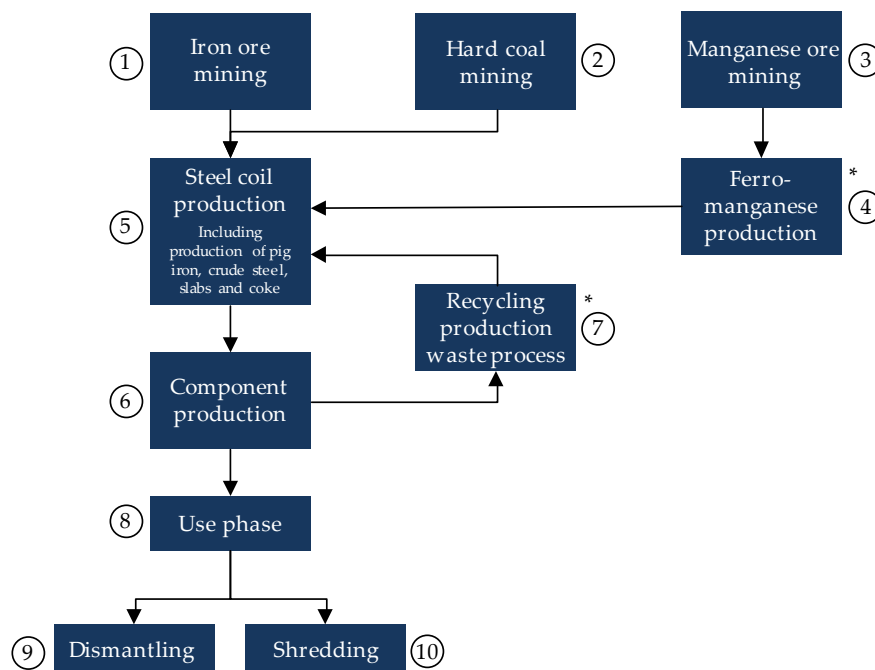 1
Iron ore
mining
Hard coal
mining
2
Manganese ore
mining
3
Steel coil
production
Including
production of pig
iron, crude steel,
slabs and coke
5
Ferro-
manganese
production
*
4
Recycling
production
waste process
*
7
6
Component
production
8
Use phase
9
Dismantling
Shredding
10